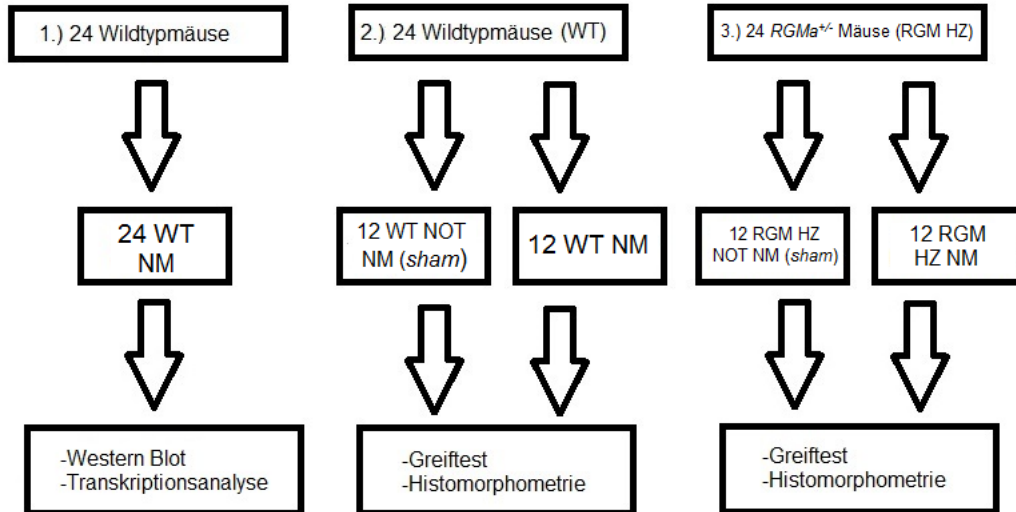 1.) 24 Wildtypmäuse
2.) 24 Wildtypmäuse (WT)
3.) 24 RGMa+/- Mäuse (RGM HZ)
24 WT
NM
12 WT NOT
NM (sham)
12 WT NM
12 RGM HZ
NOT NM (sham)
12 RGM
HZ NM
-Western Blot
-Transkriptionsanalyse
-Greiftest
-Histomorphometrie
-Greiftest
-Histomorphometrie